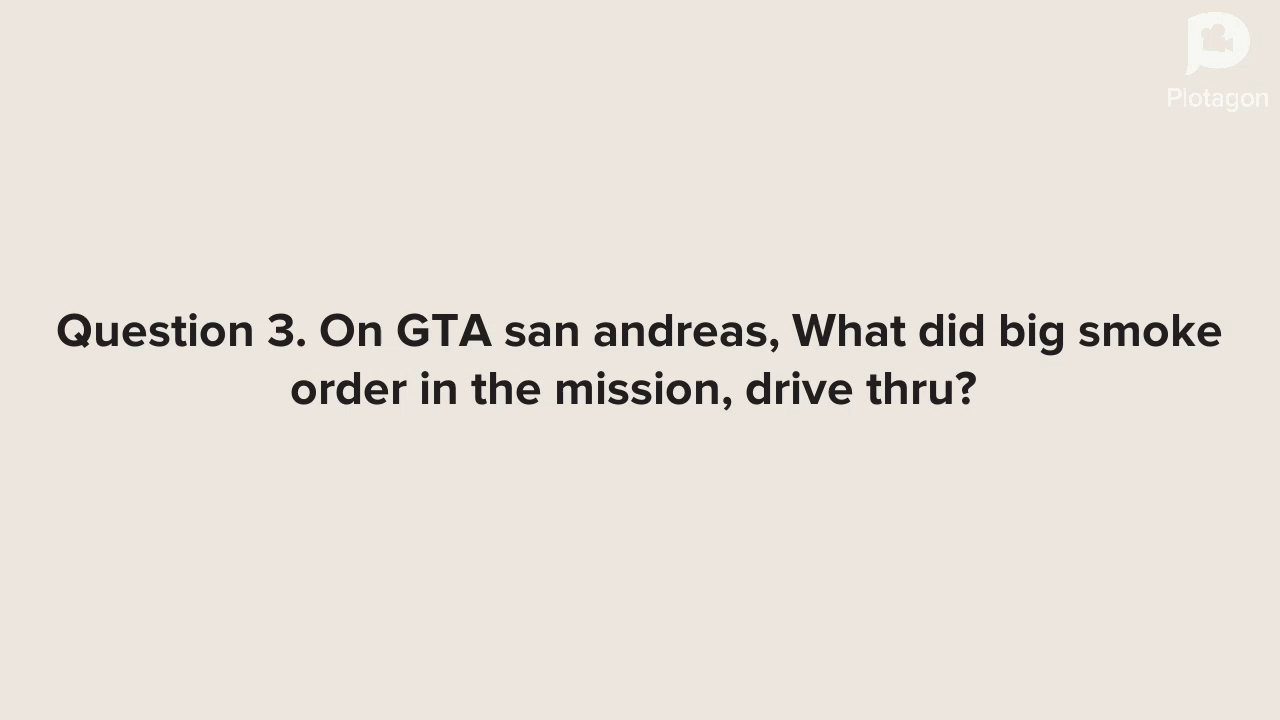 Plotagon
Question 3. On GTA san andreas, What did big smoke
order in the mission, drive thru?